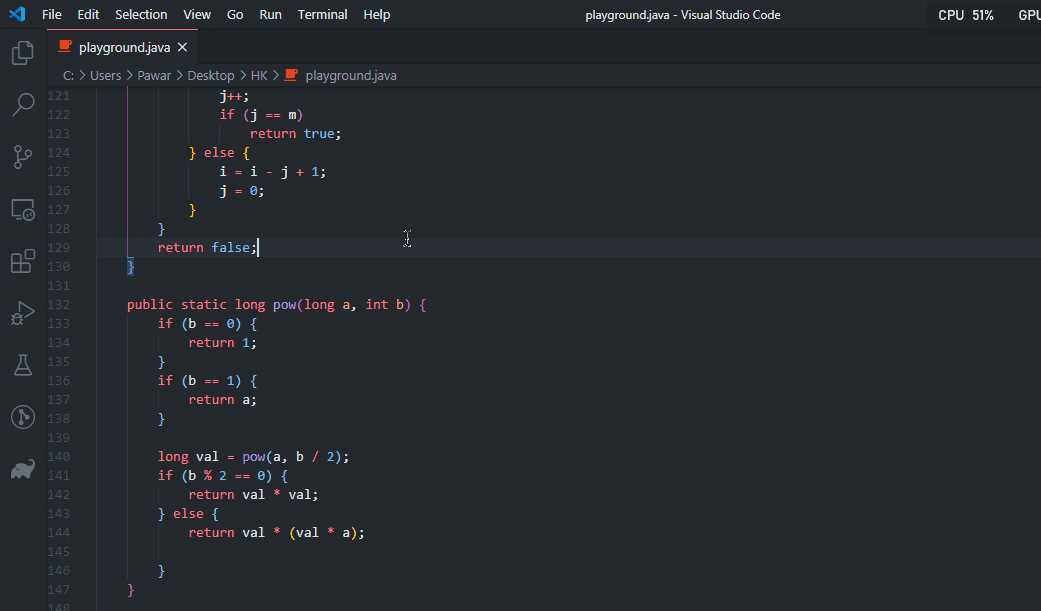 File Edit Selection View Go Run Terminal Help playground.java - Visual Studio Code CPU 51% GPU
playground.java
C: > Users > Pawar > Desktop > HK > playground.java
121 j++;
122 if (j == m)
123 return true;
124 } else {
125 i = i - j + 1;
126 j = 0;
127 }
128 }
129 return false;
130 }
131
132 public static long pow(long a, int b) {
133 if (b == 0) {
134 return 1;
135 }
136 if (b == 1) {
137 return a;
138 }
139
140 long val = pow(a, b / 2);
141 if (b % 2 == 0) {
142 return val * val;
143 } else {
144 return val * (val * a);
145
146 }
147 }
148